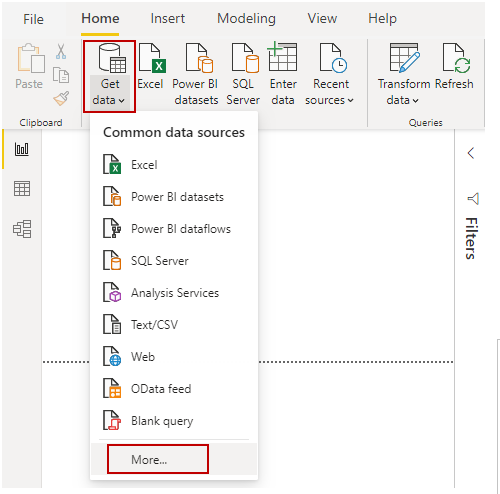 File Home Insert Modeling View Help
Paste
Get data
Excel
Power BI datasets
SQL Server
Enter data
Recent sources
Transform data
Refresh
Clipboard
Queries
Common data sources
Excel
Power BI datasets
Power BI dataflows
SQL Server
Analysis Services
Text/CSV
Web
OData feed
Blank query
More...
Filters